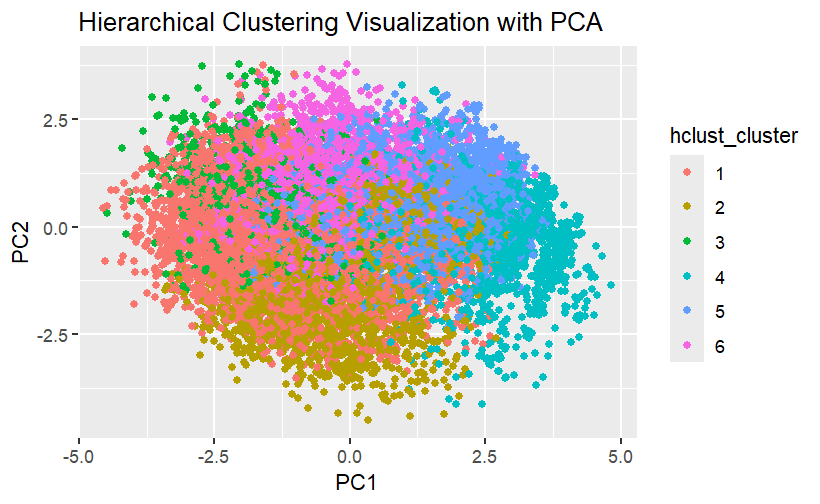 Hierarchical Clustering Visualization with PCA
2.5
0.0
-2.5
PC2
-5.0 -2.5 0.0 2.5 5.0
PC1
hclust_cluster
1
2
3
4
5
6